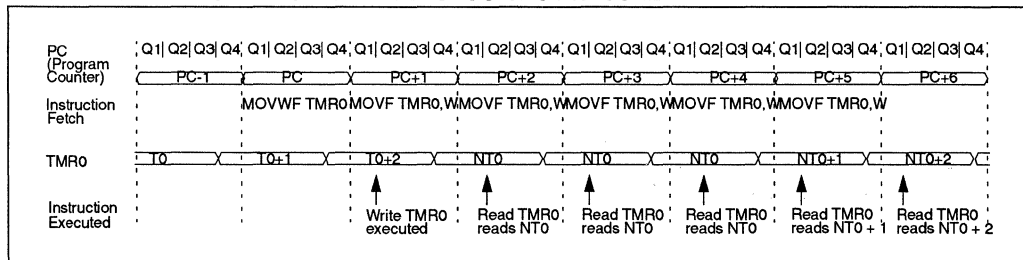 PC
(Program
Counter)
Q1| Q2|Q3| Q4 Q1| Q2| Q3| Q4 Q1| Q2| Q3| Q4 Q1| Q2| Q3| Q4 Q1| Q2| Q3| Q4 Q1| Q2| Q3| Q4 Q1| Q2| Q3| Q4 Q1| Q2| Q3| Q4
PC-1 PC PC+1 PC+2 PC+3 PC+4 PC+5 PC+6
Instruction
Fetch
MOVWF TMR0 MOVF TMR0,W MOVF TMR0,W MOVF TMR0,W MOVF TMR0,W MOVF TMR0,W
TMR0
T0 T0+1 T0+2 NT0 NT0 NT0 NT0+1 NT0+2
Instruction
Executed
Write TMR0
executed
Read TMR0
reads NT0
Read TMR0
reads NT0
Read TMR0
reads NT0
Read TMR0
reads NT0 + 1
Read TMR0
reads NT0 + 2